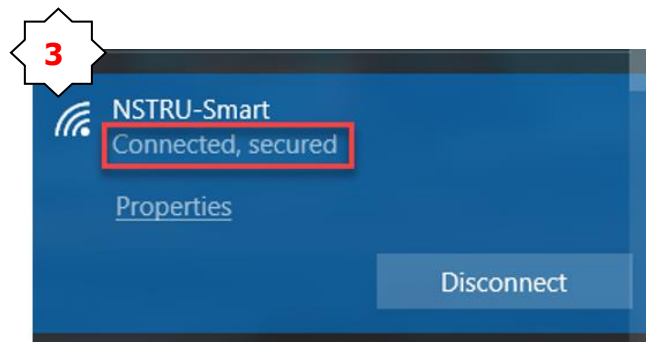 3
NSTRU-Smart
Connected, secured
Properties
Disconnect